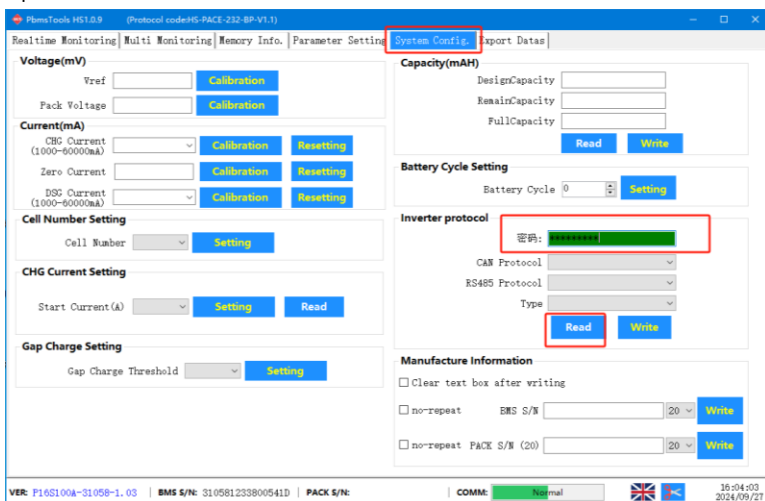 PbmsTools HS1.0.9 (Protocol code:HS-PACE-232-BP-V1.1)
Realtime Monitoring Multi Monitoring Memory Info. Parameter Setting System Config. Export Datas
Voltage(mV)
Vref Calibration
Pack Voltage Calibration
Current(mA)
CHG Current
(1000-60000mA) Calibration Resetting
Zero Current Calibration Resetting
DSG Current
(1000-60000mA) Calibration Resetting
Cell Number Setting
Cell Number Setting
CHG Current Setting
Start Current(A) Setting Read
Gap Charge Setting
Gap Charge Threshold Setting
Capacity(mAH)
DesignCapacity
RemainCapacity
FullCapacity
Read Write
Battery Cycle Setting
Battery Cycle 0 Setting
Inverter protocol
密码: *********
CAN Protocol
RS485 Protocol
Type
Read Write
Manufacture Information
Clear text box after writing
no-repeat BMS S/N 20 Write
no-repeat PACK S/N (20) 20 Write
VER: P16S100A-31058-1.03 BMS S/N: 310581233800541D PACK S/N: COMM: Normal 16:04:03
2024/09/27